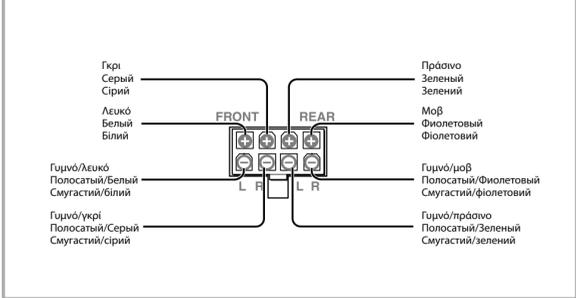 Γκρι
Серый
Сірий
Πράσινο
Зеленый
Зелений
Λευκό
Белый
Білий
FRONT REAR
Μοβ
Фиолетовый
Фіолетовий
Γυμνό/λευκό
Полосатый/Белый
Смугастий/білий
L R L R
Γυμνό/μοβ
Полосатый/Фиолетовый
Смугастий/фіолетовий
Γυμνό/γκρί
Полосатый/Серый
Смугастий/сірий
Γυμνό/πράσινο
Полосатый/Зеленый
Смугастий/зелений